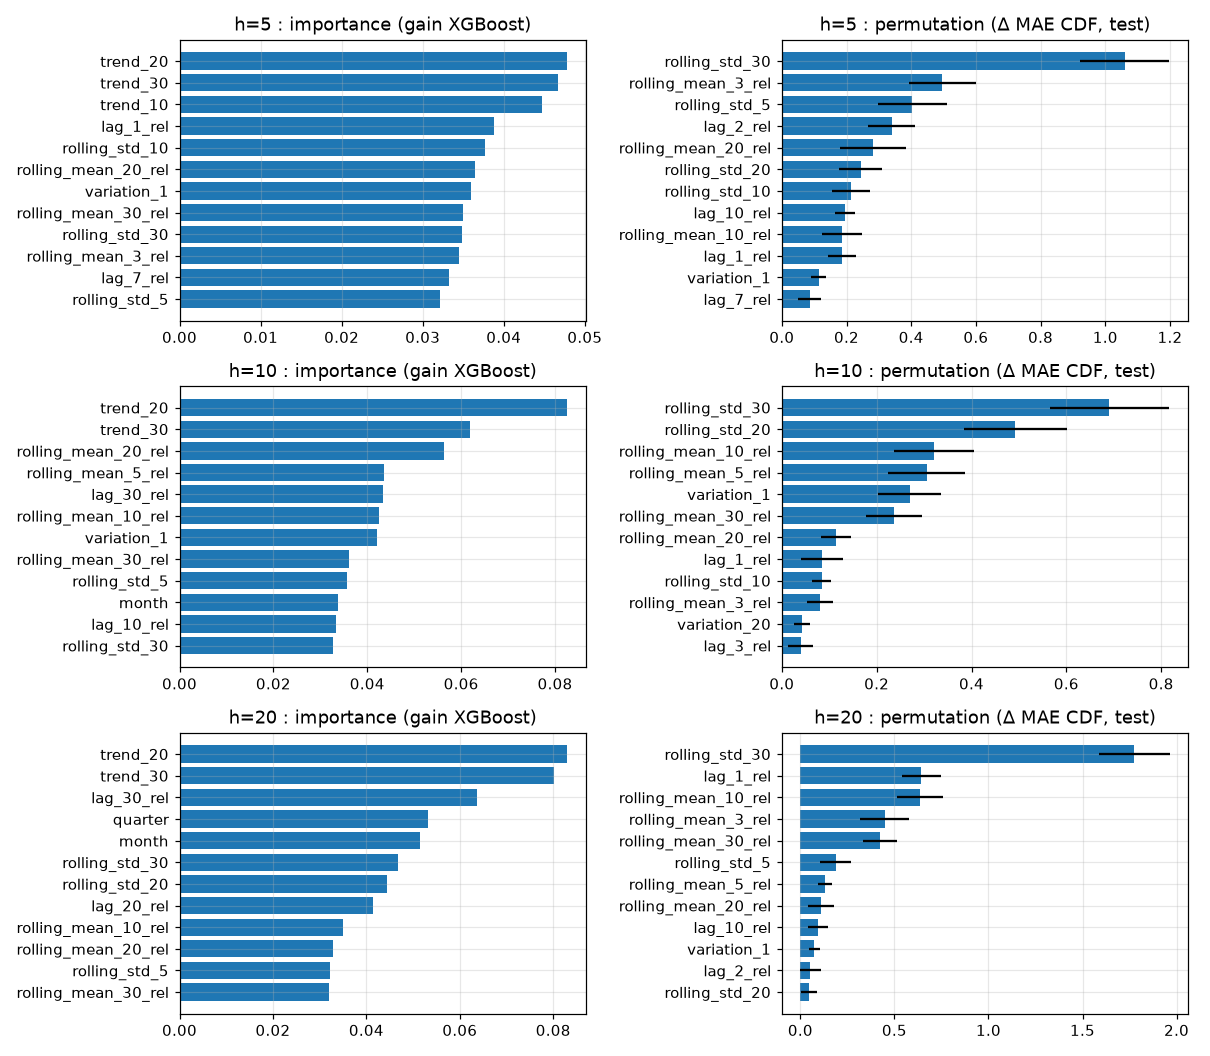 h=5 : importance (gain XGBoost)
trend_20
trend_30
trend_10
lag_1_rel
rolling_std_10
rolling_mean_20_rel
variation_1
rolling_mean_30_rel
rolling_std_30
rolling_mean_3_rel
lag_7_rel
rolling_std_5
0.00 0.01 0.02 0.03 0.04 0.05
h=5 : permutation (Δ MAE CDF, test)
rolling_std_30
rolling_mean_3_rel
rolling_std_5
lag_2_rel
rolling_mean_20_rel
rolling_std_20
rolling_std_10
lag_10_rel
rolling_mean_10_rel
lag_1_rel
variation_1
lag_7_rel
0.0 0.2 0.4 0.6 0.8 1.0 1.2
h=10 : importance (gain XGBoost)
trend_20
trend_30
rolling_mean_20_rel
rolling_mean_5_rel
lag_30_rel
rolling_mean_10_rel
variation_1
rolling_mean_30_rel
rolling_std_5
month
lag_10_rel
rolling_std_30
0.00 0.02 0.04 0.06 0.08
h=10 : permutation (Δ MAE CDF, test)
rolling_std_30
rolling_std_20
rolling_mean_10_rel
rolling_mean_5_rel
variation_1
rolling_mean_30_rel
rolling_mean_20_rel
lag_1_rel
rolling_std_10
rolling_mean_3_rel
variation_20
lag_3_rel
0.0 0.2 0.4 0.6 0.8
h=20 : importance (gain XGBoost)
trend_20
trend_30
lag_30_rel
quarter
month
rolling_std_30
rolling_std_20
lag_20_rel
rolling_mean_10_rel
rolling_mean_20_rel
rolling_std_5
rolling_mean_30_rel
0.00 0.02 0.04 0.06 0.08
h=20 : permutation (Δ MAE CDF, test)
rolling_std_30
lag_1_rel
rolling_mean_10_rel
rolling_mean_3_rel
rolling_mean_30_rel
rolling_std_5
rolling_mean_5_rel
rolling_mean_20_rel
lag_10_rel
variation_1
lag_2_rel
rolling_std_20
0.0 0.5 1.0 1.5 2.0